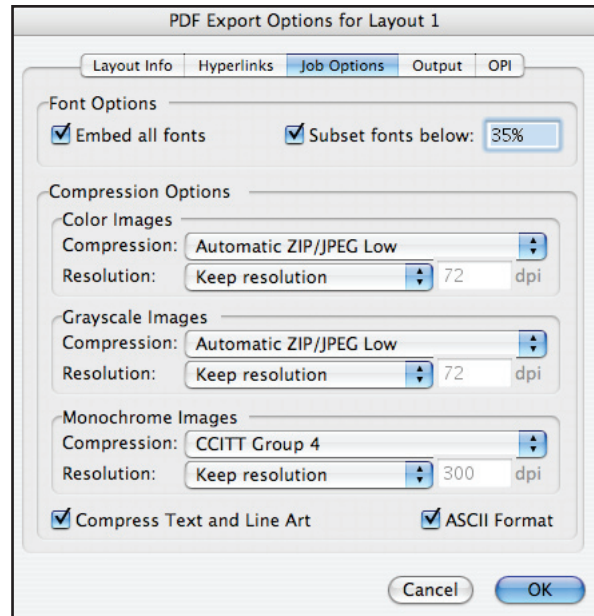 PDF Export Options for Layout 1
Layout Info Hyperlinks Job Options Output OPI
Font Options
Embed all fonts Subset fonts below: 35%
Compression Options
Color Images
Compression: Automatic ZIP/JPEG Low
Resolution: Keep resolution 72 dpi
Grayscale Images
Compression: Automatic ZIP/JPEG Low
Resolution: Keep resolution 72 dpi
Monochrome Images
Compression: CCITT Group 4
Resolution: Keep resolution 300 dpi
Compress Text and Line Art ASCII Format
Cancel OK